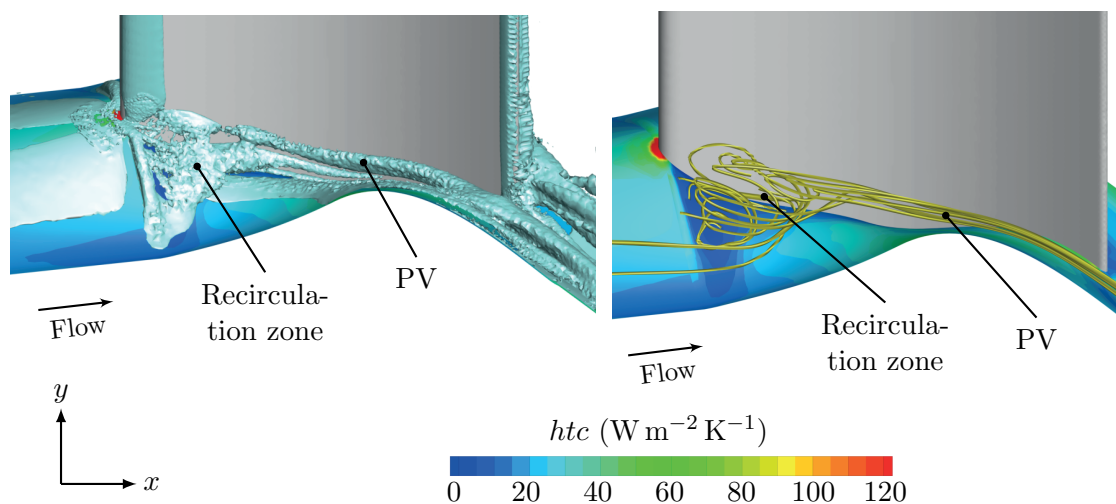 PV
Recircula-
tion zone
Flow
Recircula-
tion zone
PV
Flow
y
x
htc (W m−2 K−1)
0 20 40 60 80 100 120